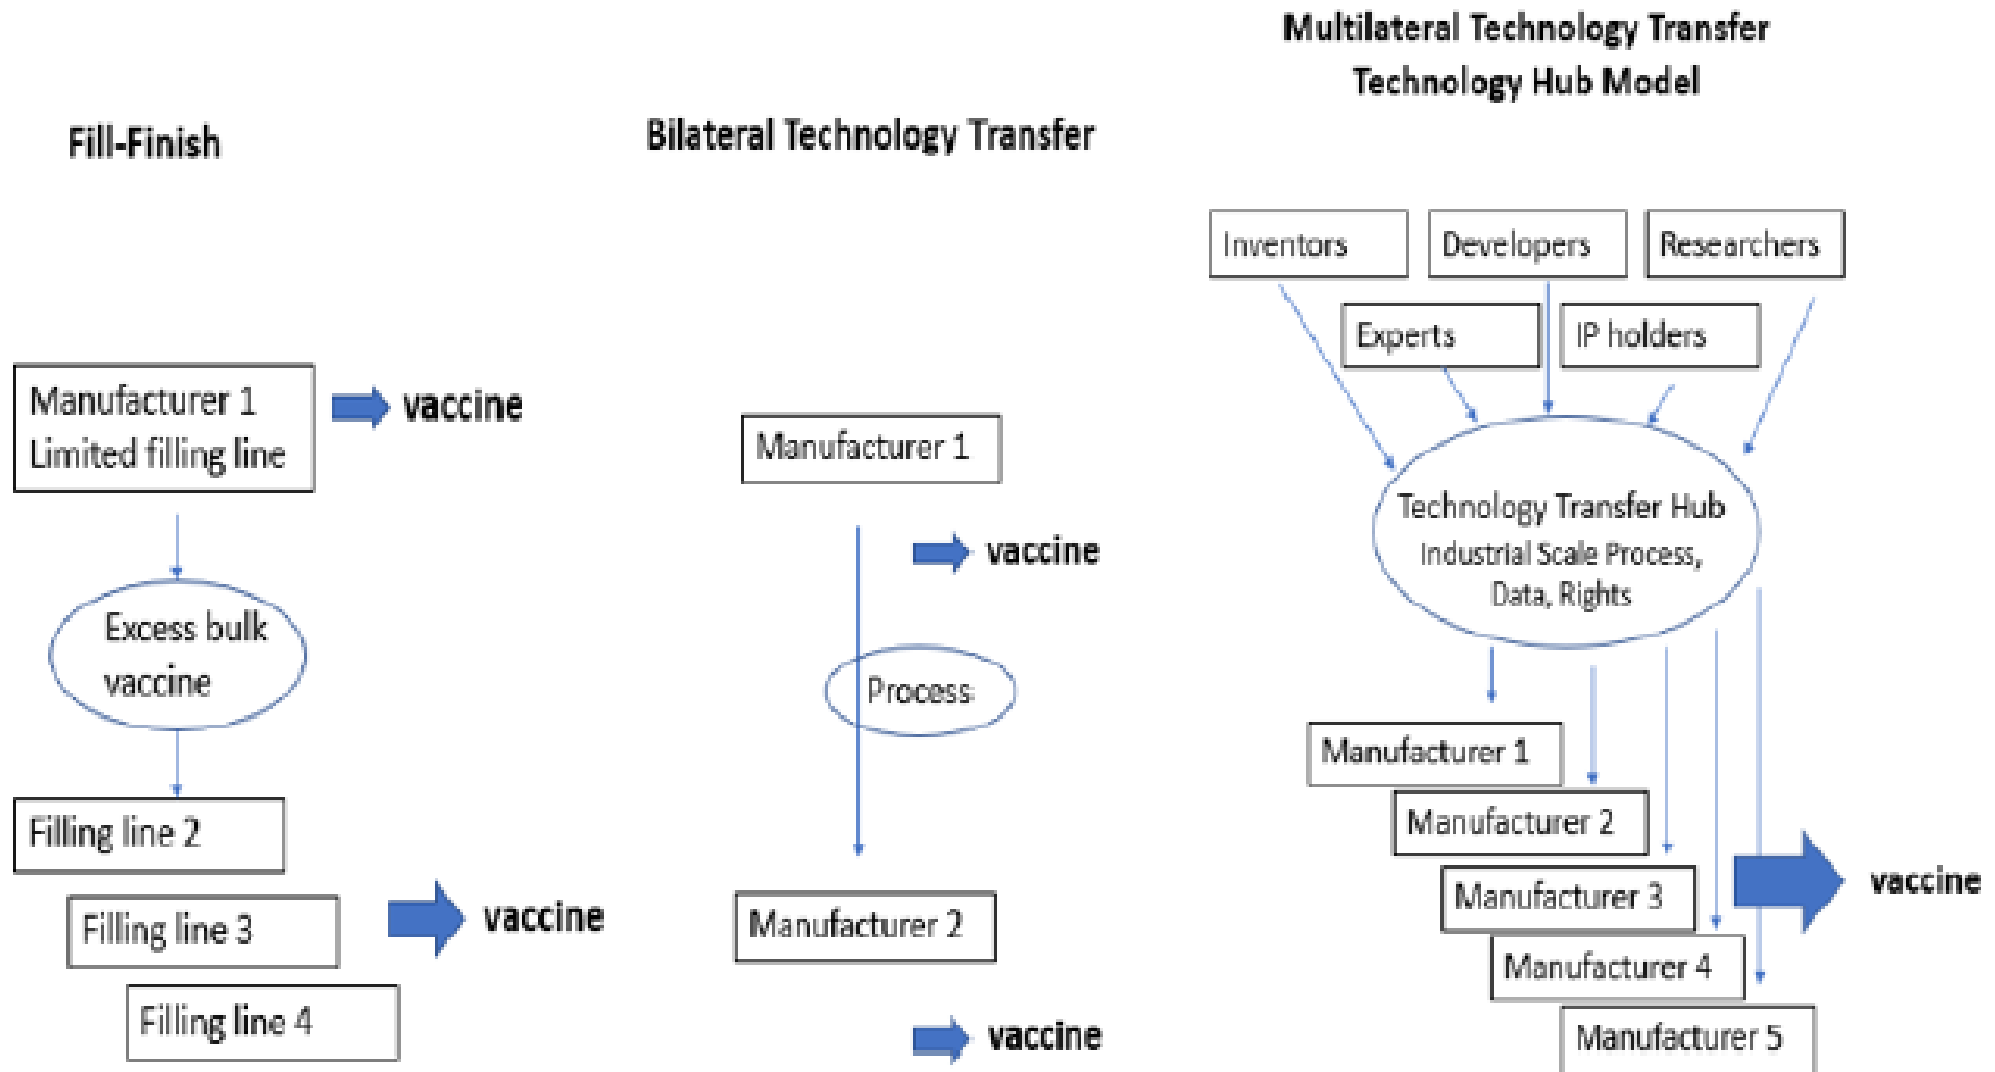 Fill-Finish
Manufacturer 1
Limited filling line
vaccine
Excess bulk
vaccine
Filling line 2
Filling line 3
Filling line 4
vaccine
Bilateral Technology Transfer
Manufacturer 1
vaccine
Process
Manufacturer 2
vaccine
Multilateral Technology Transfer
Technology Hub Model
Inventors
Developers
Researchers
Experts
IP holders
Technology Transfer Hub
Industrial Scale Process,
Data, Rights
Manufacturer 1
Manufacturer 2
Manufacturer 3
Manufacturer 4
Manufacturer 5
vaccine